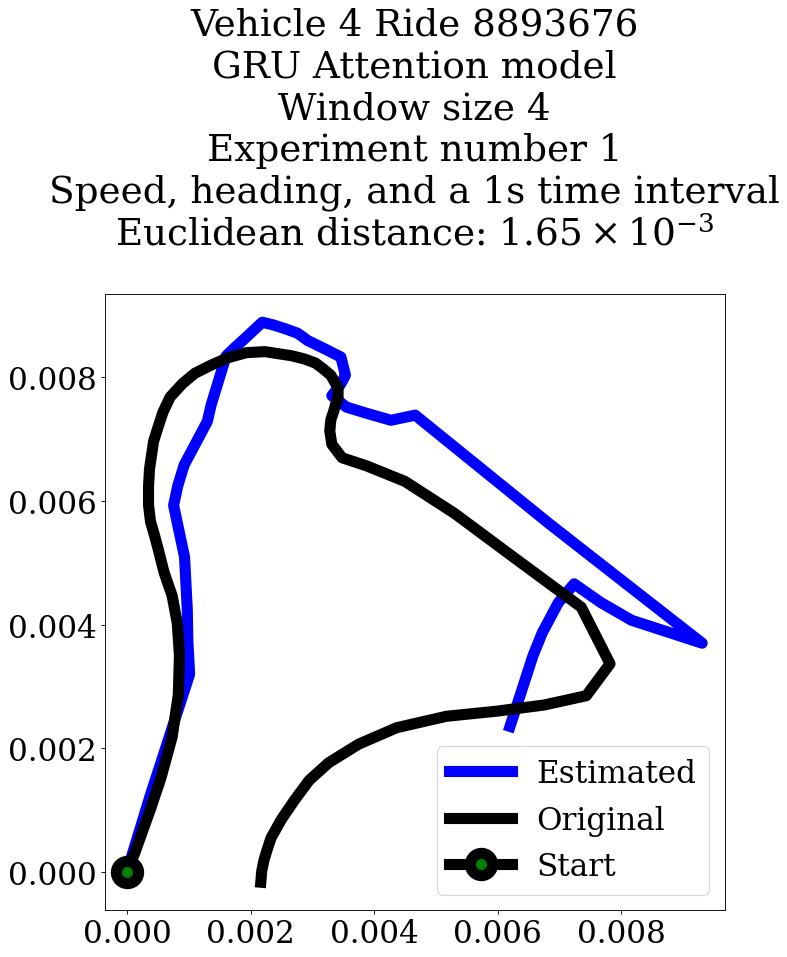 Vehicle 4 Ride 8893676
GRU Attention model
Window size 4
Experiment number 1
Speed, heading, and a 1s time interval
Euclidean distance: 1.65 × 10⁻³
0.008
0.006
0.004
0.002
0.000
Estimated
Original
Start
0.000 0.002 0.004 0.006 0.008